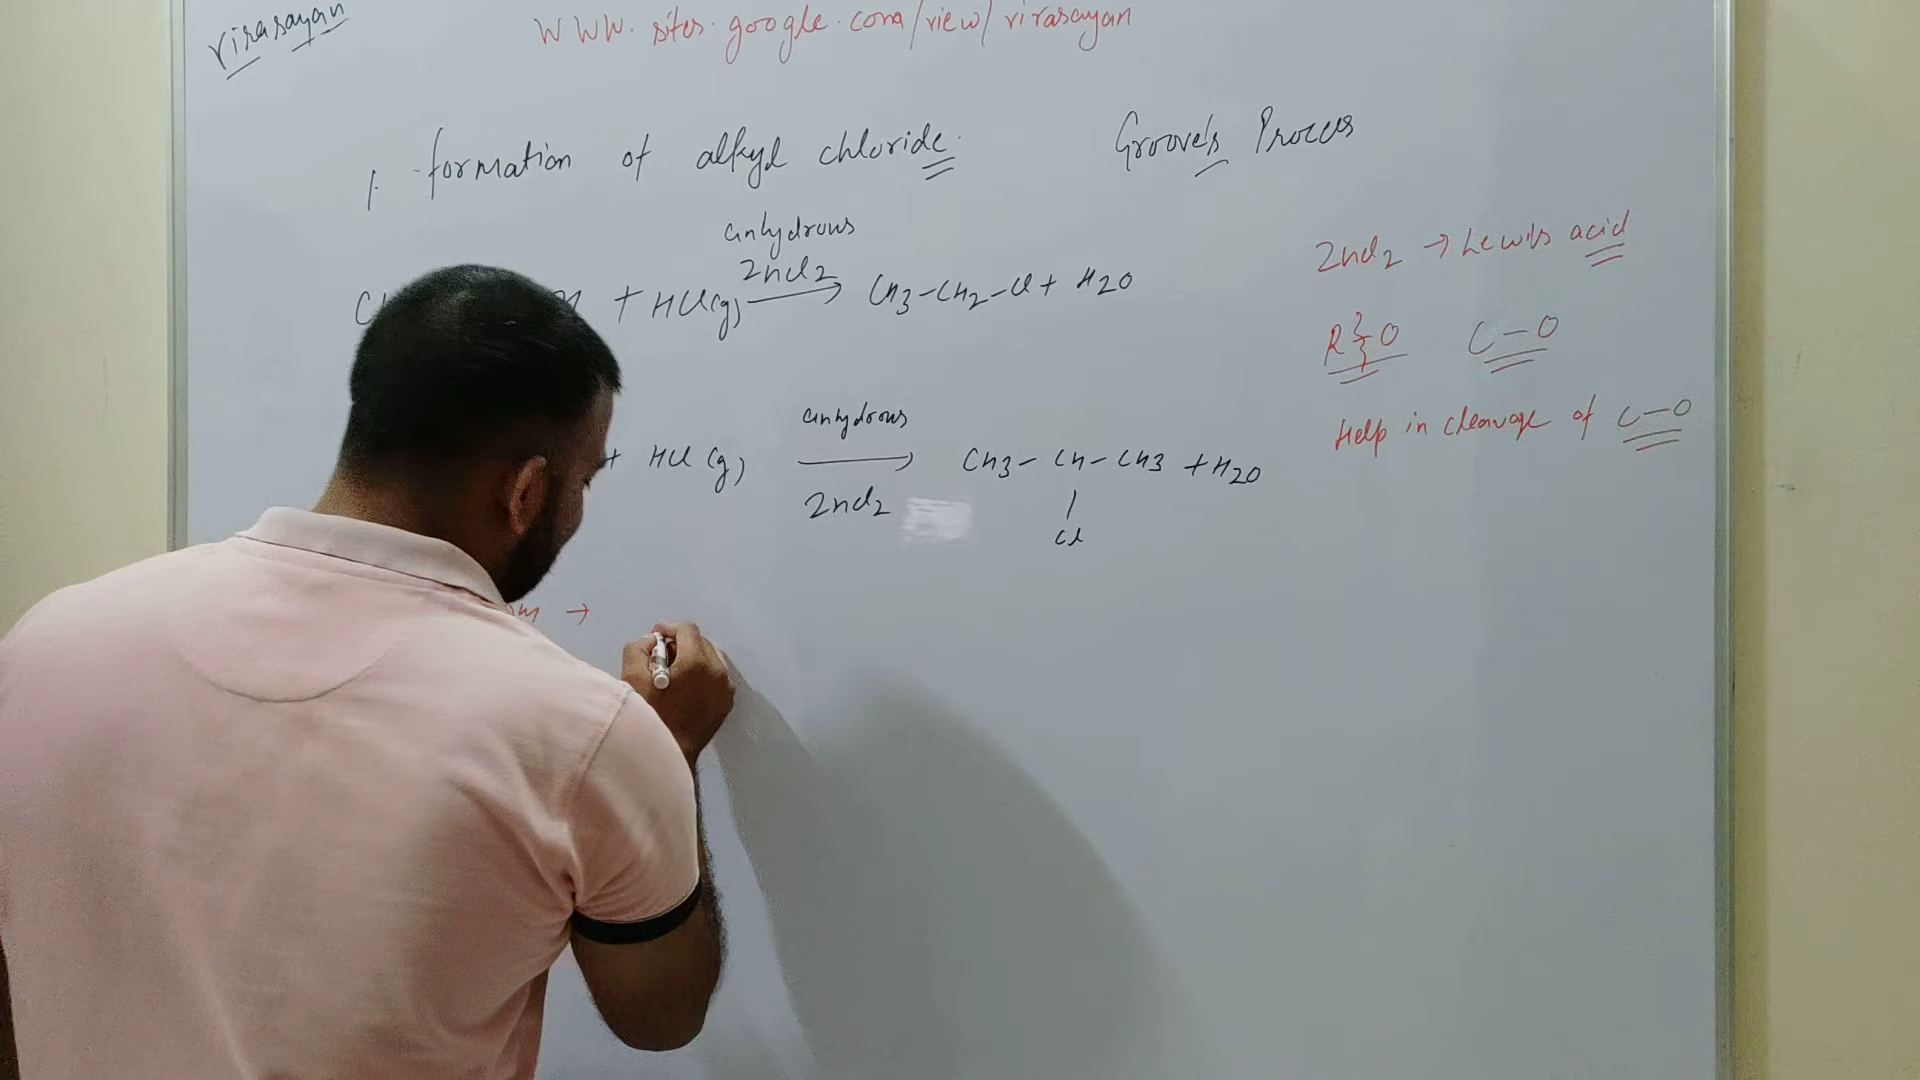 virasayan
WWW.sites.google.com/view/virasayan
1. formation of alkyl chloride.
Groove's Process
anhydrous
ZnCl2
+ HCl(g) → CH3-CH2-Cl + H2O
ZnCl2 → Lewis acid
R O C-O
anhydrous
+ HCl (g) → CH3-CH-CH3 + H2O
ZnCl2
Cl
Help in cleavage of C-O
→